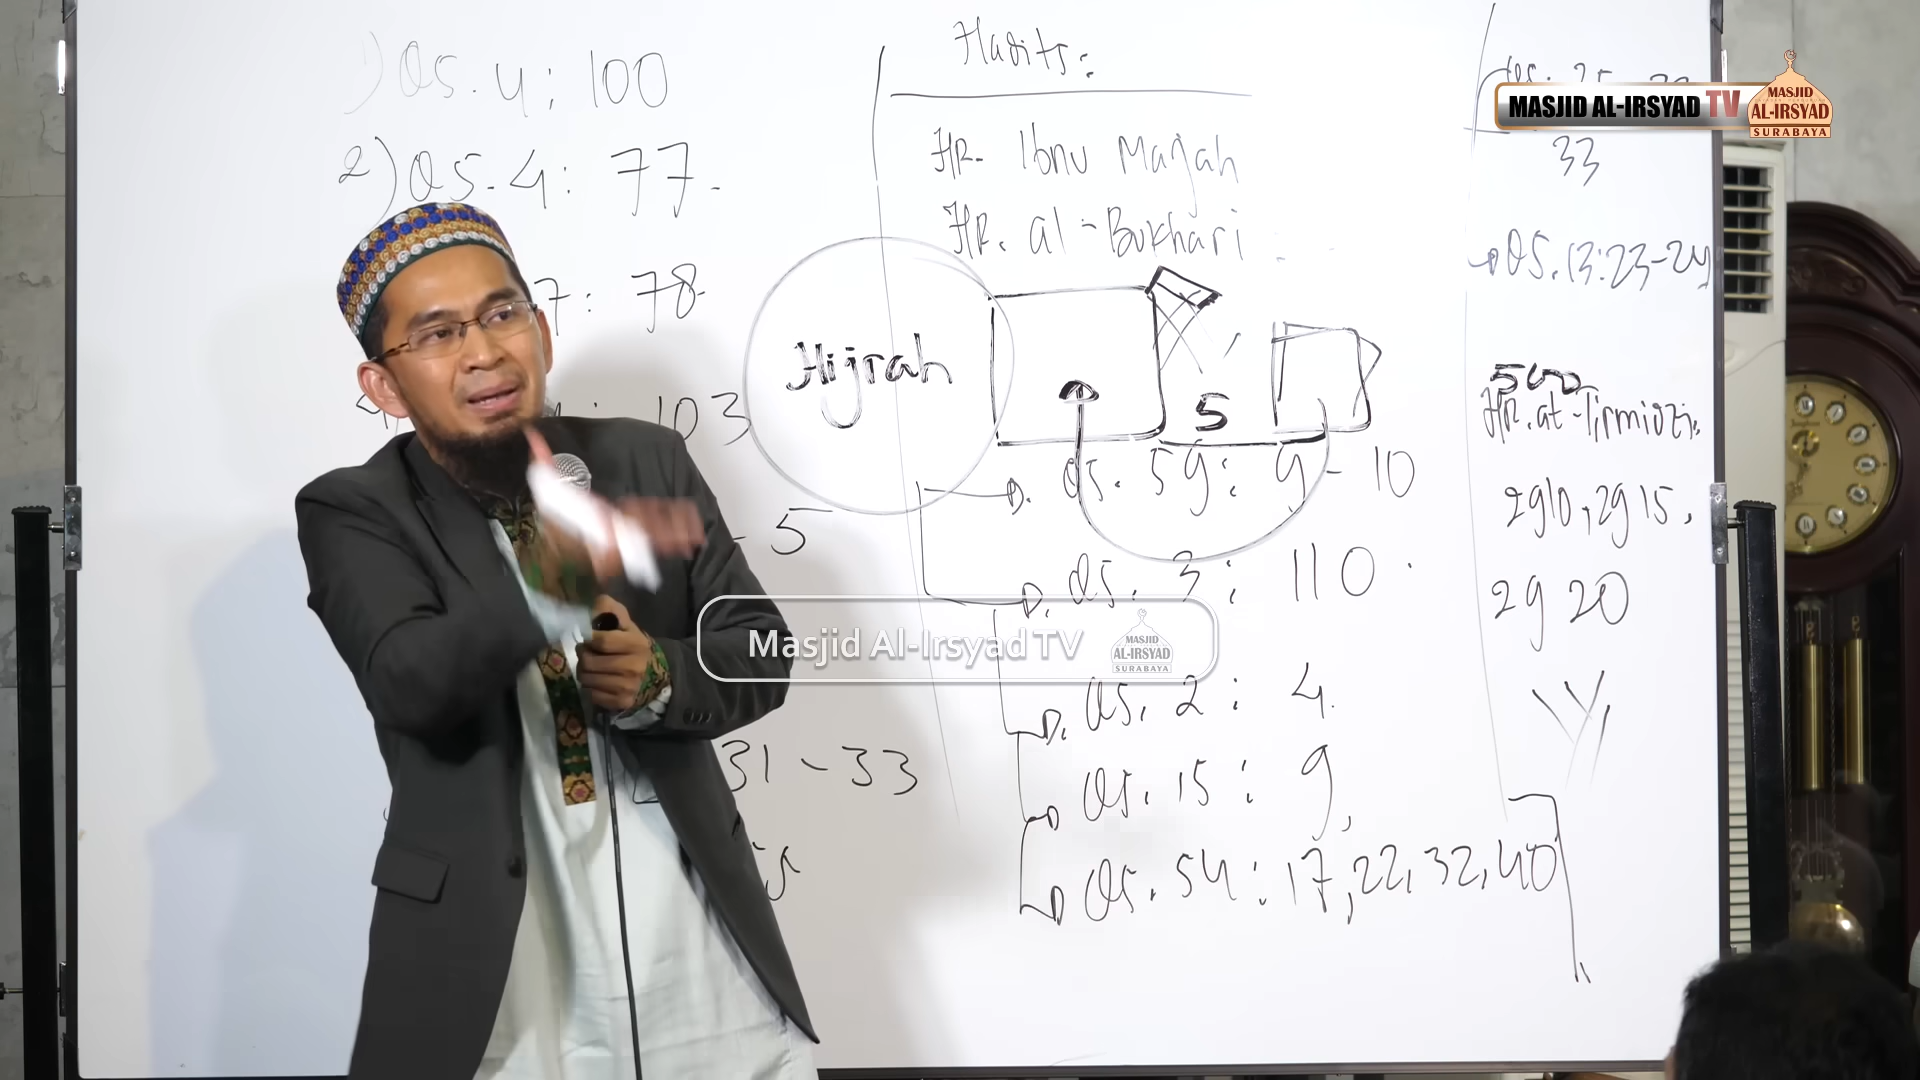 1) QS. 4: 100
2) QS. 4: 77.
7: 78
103
- 5
31 - 33
Hadits:
HR. Ibnu Majah
HR. al-Bukhari
Hijrah
5
QS. 59: 9 - 10
QS. 3: 110.
QS. 2: 4.
QS. 15: 9,
QS. 54: 17, 22, 32, 40
33
QS. 13:23-24
500
HR. at-Tirmidzi.
2910, 2915,
2920
MASJID AL-IRSYAD TV
MASJID
AL-IRSYAD
SURABAYA
Masjid Al-Irsyad TV
MASJID
AL-IRSYAD
SURABAYA